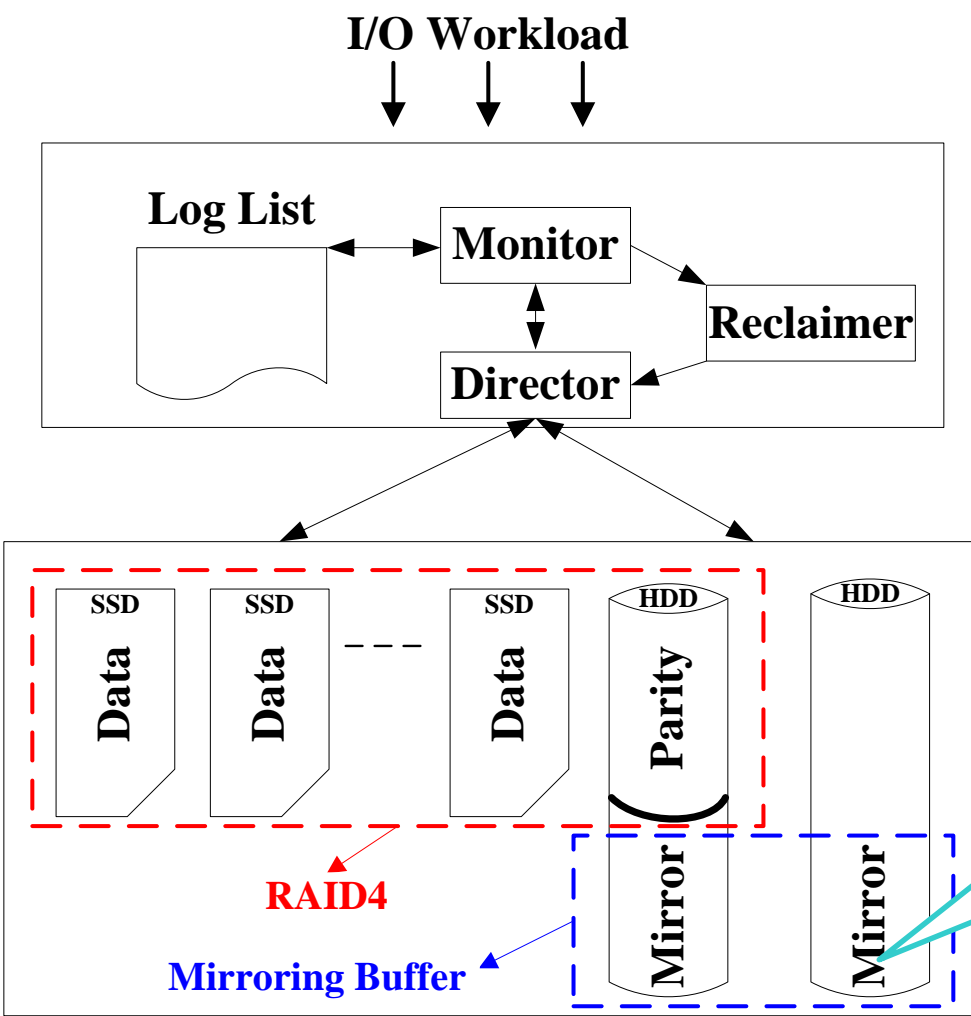 I/O Workload
Log List
Monitor
Reclaimer
Director
SSD
SSD
SSD
HDD
HDD
Data
Data
Data
Parity
RAID4
Mirror
Mirror
Mirroring Buffer